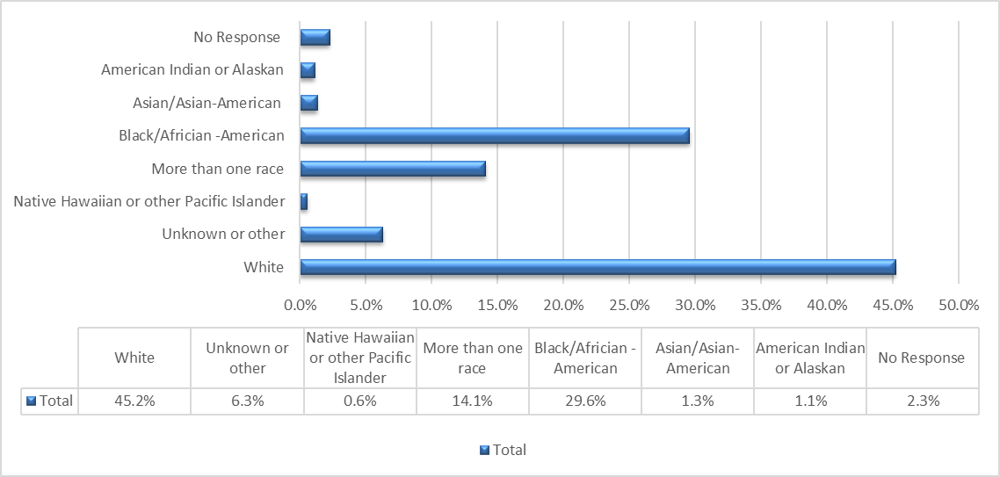 No Response
American Indian or Alaskan
Asian/Asian-American
Black/Africian -American
More than one race
Native Hawaiian or other Pacific Islander
Unknown or other
White
0.0% 5.0% 10.0% 15.0% 20.0% 25.0% 30.0% 35.0% 40.0% 45.0% 50.0%
White
Unknown or
other
Native Hawaiian
or other Pacific
Islander
More than one
race
Black/Africian -
American
Asian/Asian-
American
American Indian
or Alaskan
No Response
Total 45.2% 6.3% 0.6% 14.1% 29.6% 1.3% 1.1% 2.3%
Total